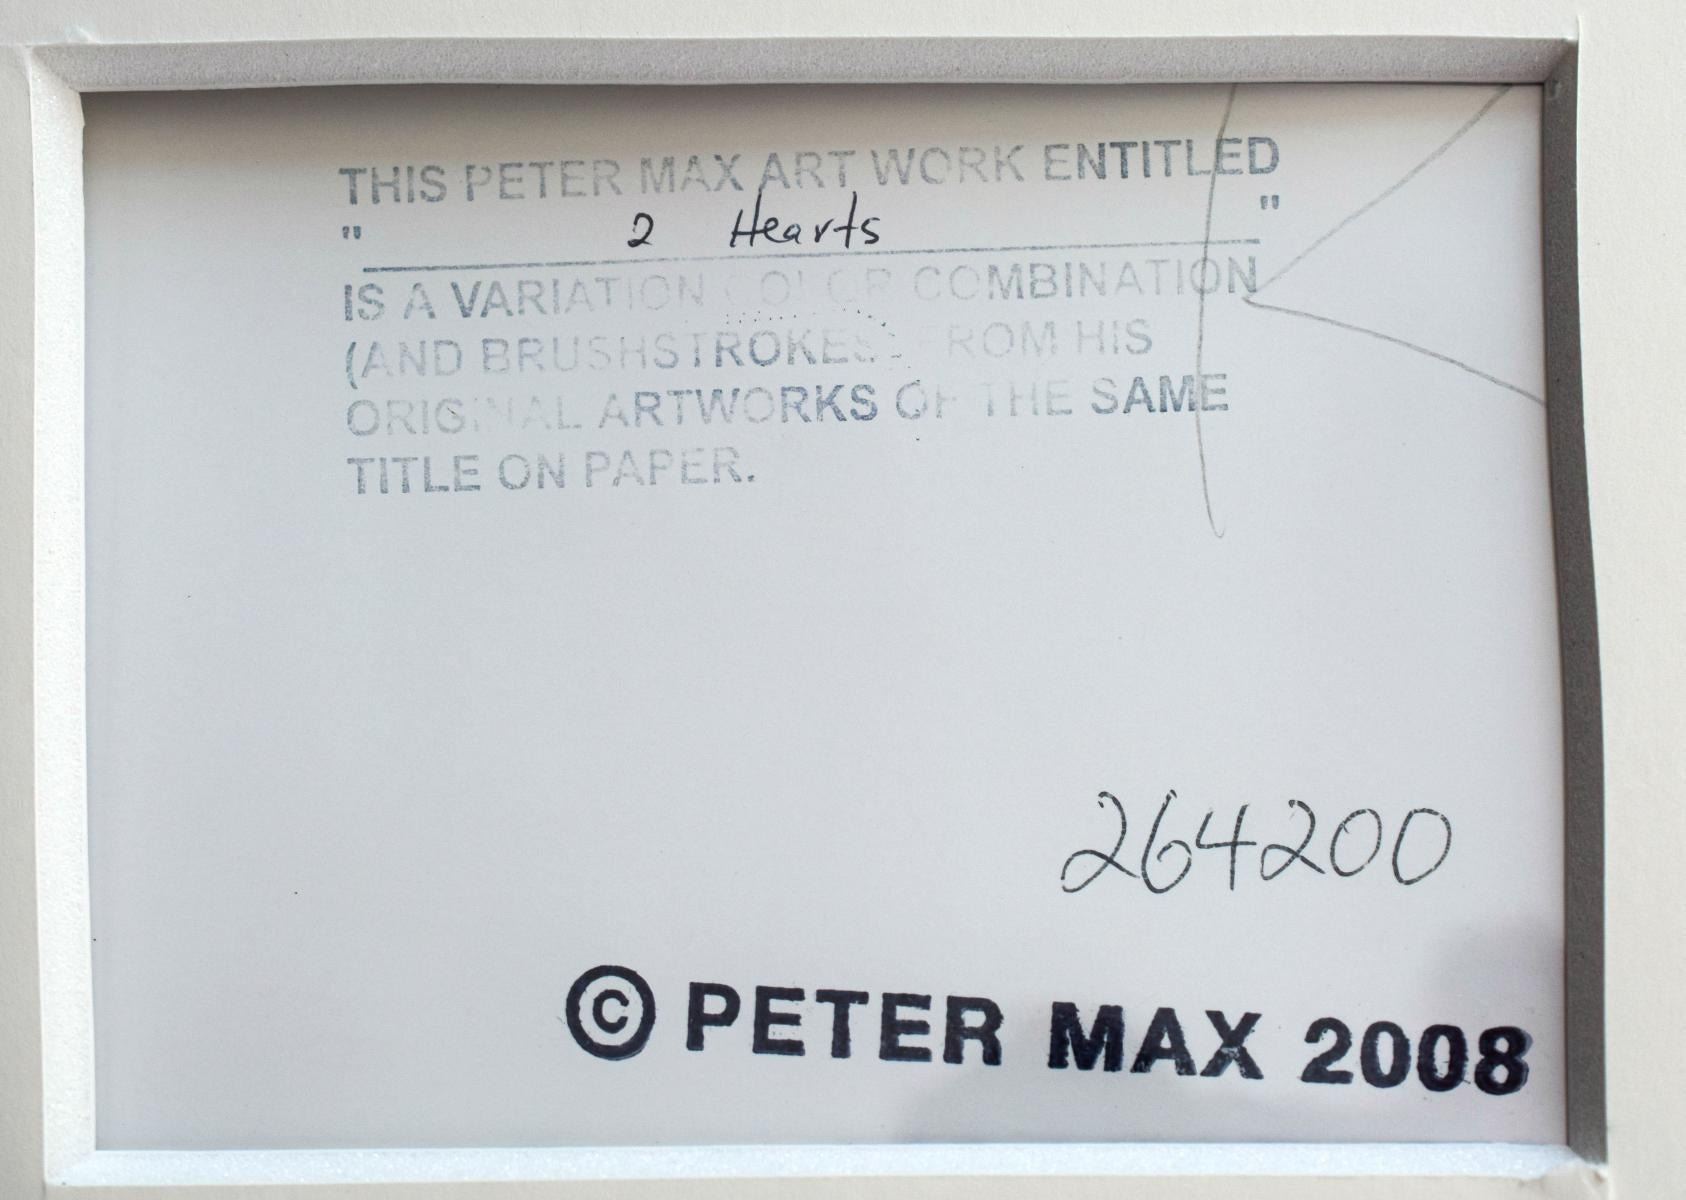 THIS PETER MAX ART WORK ENTITLED
" 2 Hearts "
IS A VARIATION COLOR COMBINATION
(AND BRUSHSTROKES FROM HIS
ORIGINAL ARTWORKS OF THE SAME
TITLE ON PAPER.
264200
© PETER MAX 2008